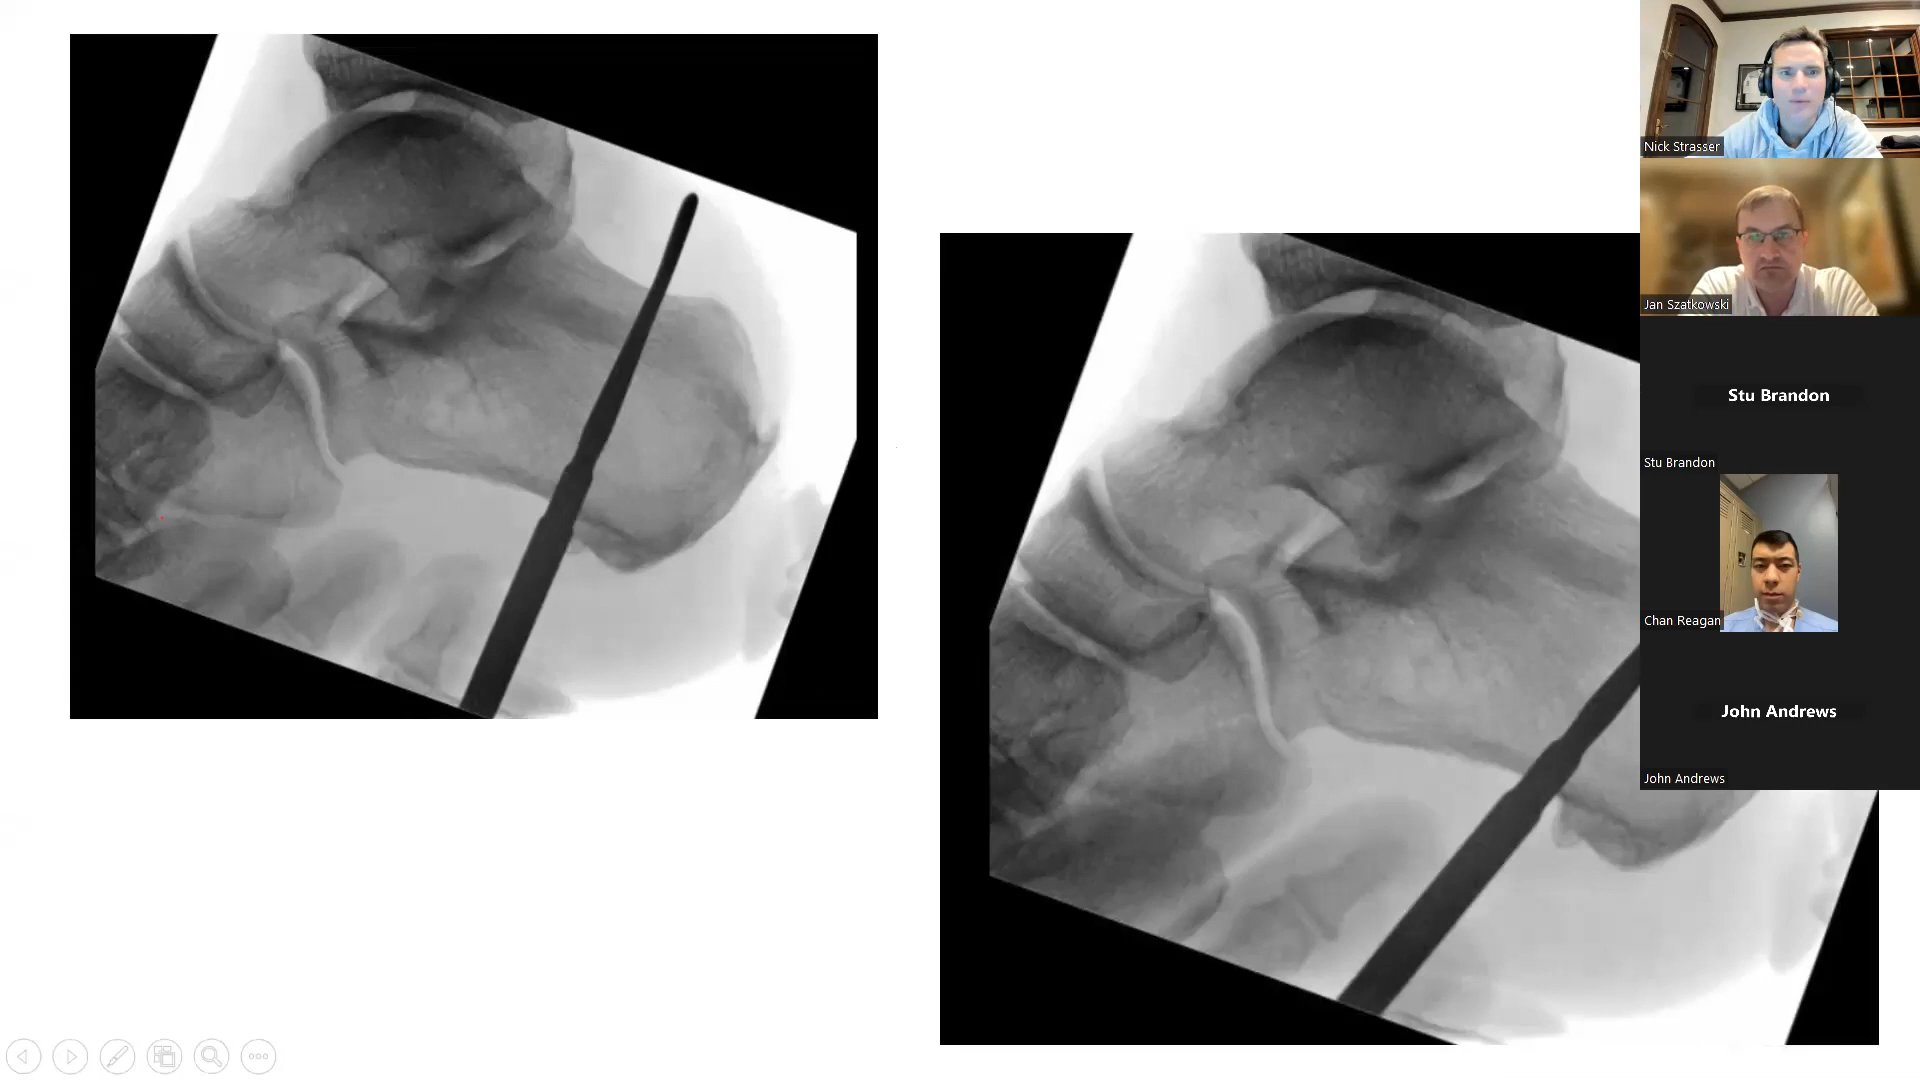 Nick Strasser
Jan Szatkowski
Stu Brandon
Stu Brandon
Chan Reagan
John Andrews
John Andrews